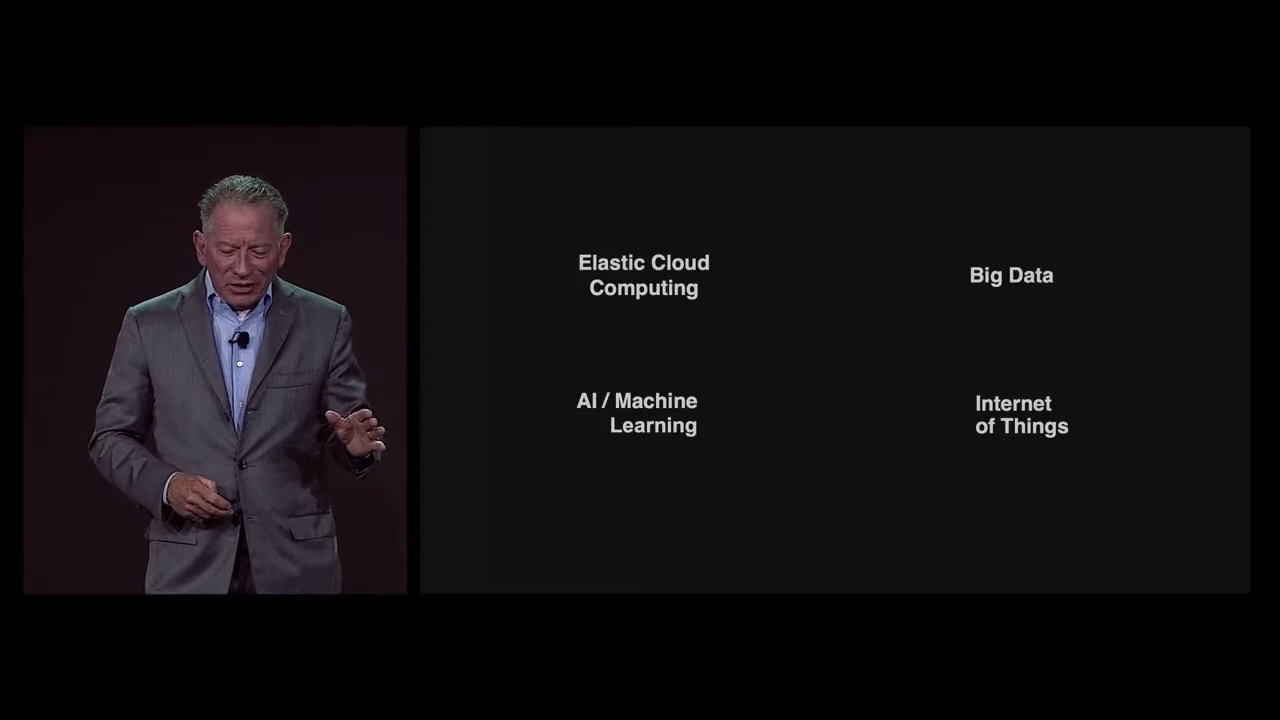 Elastic Cloud
Computing
Big Data
AI / Machine
Learning
Internet
of Things